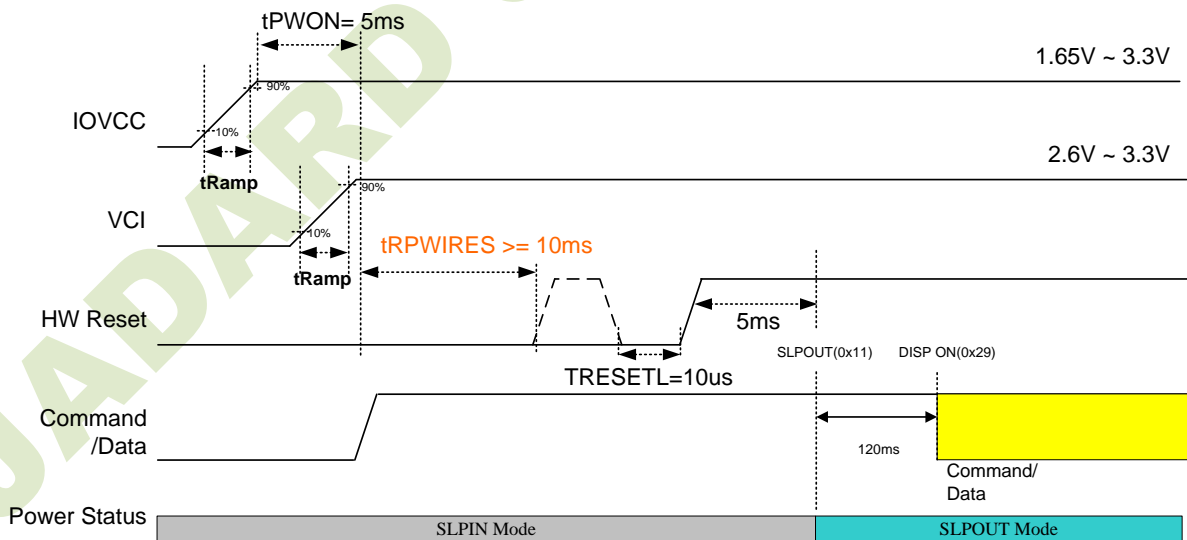 tPWON= 5ms
1.65V ~ 3.3V
90%
IOVCC
10%
tRamp
2.6V ~ 3.3V
90%
VCI
10%
tRamp
tRPWIRES >= 10ms
HW Reset
5ms
TRESETL=10us
SLPOUT(0x11)
DISP ON(0x29)
Command
/Data
120ms
Command/
Data
Power Status
SLPIN Mode
SLPOUT Mode
JADARD